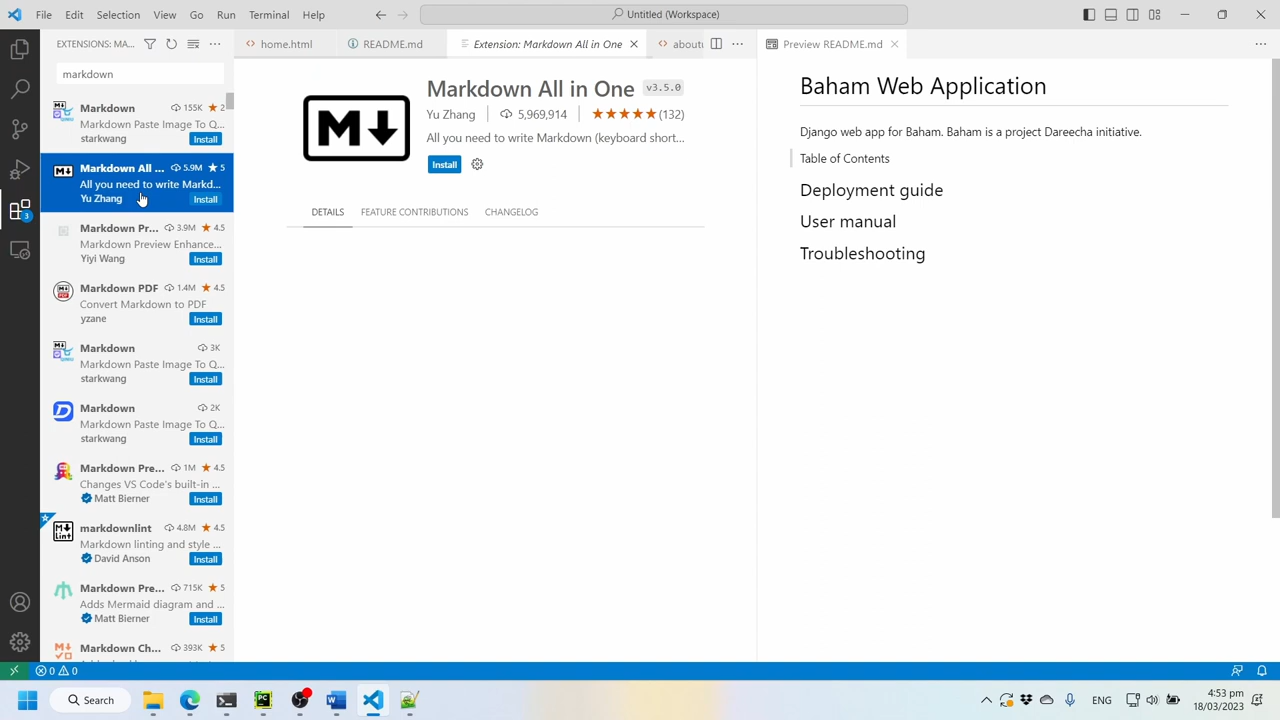 File Edit Selection View Go Run Terminal Help
Untitled (Workspace)
EXTENSIONS: MA...
markdown
Markdown 155K 2
Markdown Paste Image To Q...
starkwang Install
Markdown All ... 5.9M 5
All you need to write Markd...
Yu Zhang Install
Markdown Pr... 3.9M 4.5
Markdown Preview Enhance...
Yiyi Wang Install
Markdown PDF 1.4M 4.5
Convert Markdown to PDF
yzane Install
Markdown 3K
Markdown Paste Image To Q...
starkwang Install
Markdown 2K
Markdown Paste Image To Q...
starkwang Install
Markdown Pre... 1M 4.5
Changes VS Code's built-in ...
Matt Bierner Install
markdownlint 4.8M 4.5
Markdown linting and style ...
David Anson Install
Markdown Pre... 715K 5
Adds Mermaid diagram and ...
Matt Bierner Install
Markdown Ch... 393K 5
3
home.html README.md Extension: Markdown All in One
Markdown All in One v3.5.0
Yu Zhang 5,969,914 (132)
All you need to write Markdown (keyboard short...
Install
DETAILS FEATURE CONTRIBUTIONS CHANGELOG
Preview README.md
Baham Web Application
Django web app for Baham. Baham is a project Dareecha initiative.
Table of Contents
Deployment guide
User manual
Troubleshooting
0 0
Search
ENG
4:53 pm
18/03/2023